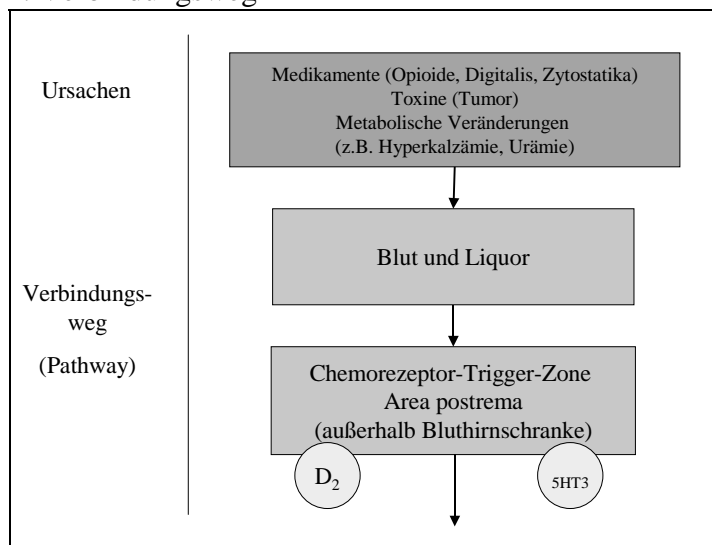 Ursachen
Medikamente (Opioide, Digitalis, Zytostatika)
Toxine (Tumor)
Metabolische Veränderungen
(z.B. Hyperkalzämie, Urämie)
Blut und Liquor
Verbindungs-
weg
(Pathway)
Chemorezeptor-Trigger-Zone
Area postrema
(außerhalb Bluthirnschranke)
D₂
5HT3